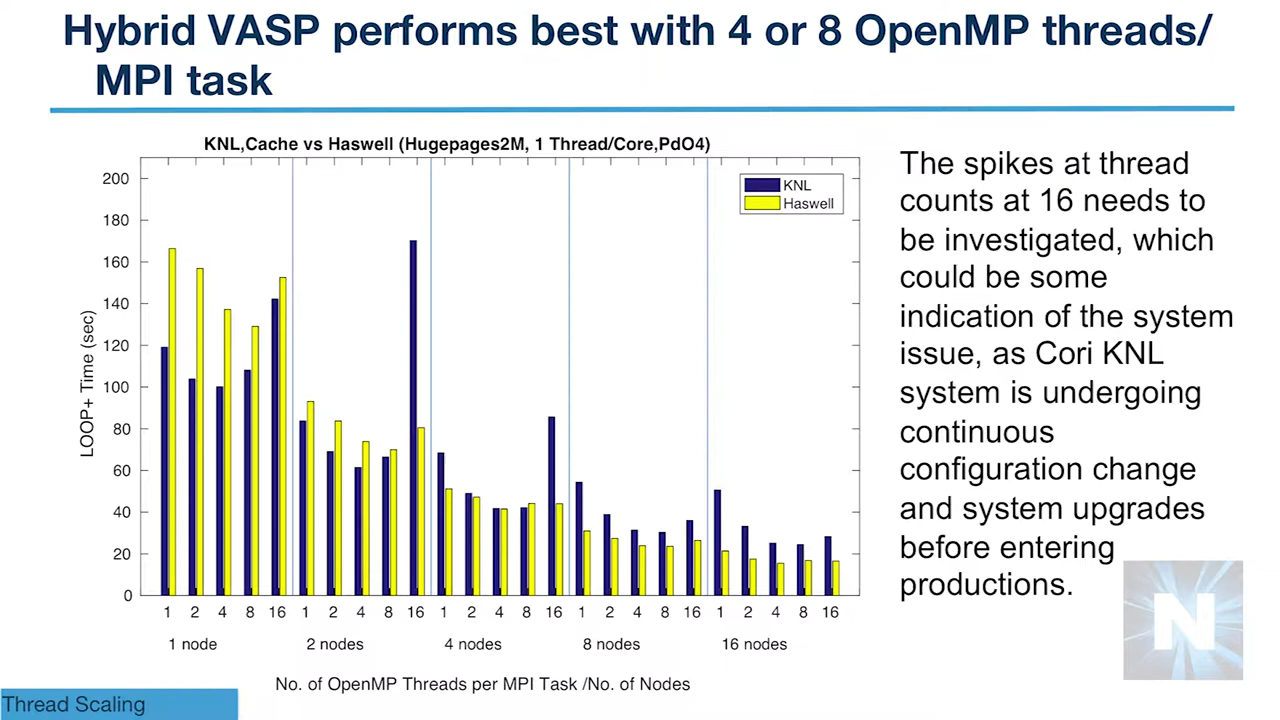 Hybrid VASP performs best with 4 or 8 OpenMP threads/
MPI task
KNL,Cache vs Haswell (Hugepages2M, 1 Thread/Core,PdO4)
KNL
Haswell
LOOP+ Time (sec)
200
180
160
140
120
100
80
60
40
20
0
1 2 4 8 16 1 2 4 8 16 1 2 4 8 16 1 2 4 8 16 1 2 4 8 16
1 node 2 nodes 4 nodes 8 nodes 16 nodes
No. of OpenMP Threads per MPI Task /No. of Nodes
The spikes at thread
counts at 16 needs to
be investigated, which
could be some
indication of the system
issue, as Cori KNL
system is undergoing
continuous
configuration change
and system upgrades
before entering
productions.
N
Thread Scaling